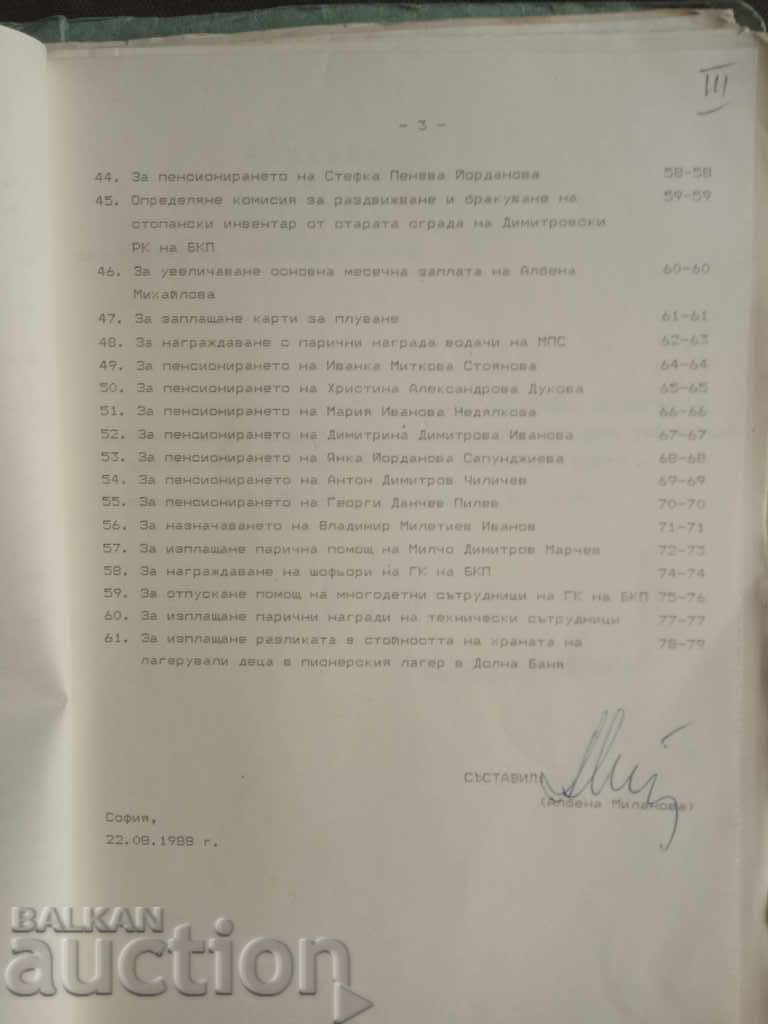 III
- 3 -
44. За пенсионирането на Стефка Пенева Йорданова 58-58
45. Определяне комисия за раздвижване и бракуване на 59-59
стопански инвентар от старата сграда на Димитровски
РК на БКП
46. За увеличаване основна месечна заплата на Албена 60-60
Михайлова
47. За заплащане карти за плуване 61-61
48. За награждаване с парични награда водачи на МПС 62-63
49. За пенсионирането на Иванка Миткова Стоянова 64-64
50. За пенсионирането на Христина Александрова Дукова 65-65
51. За пенсионирането на Мария Иванова Недялкова 66-66
52. За пенсионирането на Димитрина Димитрова Иванова 67-67
53. За пенсионирането на Янка Йорданова Сапунджиева 68-68
54. За пенсионирането на Антон Димитров Чиличев 69-69
55. За пенсионирането на Георги Данчев Пилев 70-70
56. За назначаването на Владимир Милетиев Иванов 71-71
57. За изплащане парична помощ на Милчо Димитров Марчев 72-73
58. За награждаване на шофьори на ГК на БКП 74-74
59. За отпускане помощ на многодетни сътрудници на ГК на БКП 75-76
60. За изплащане парични награди на технически сътрудници 77-77
61. За изплащане разликата в стойността на храната на 78-79
лагерували деца в пионерския лагер в Долна Баня
СЪСТАВИЛ:
(Албена Миланова)
София,
22.08.1988 г.
BALKAN
auction